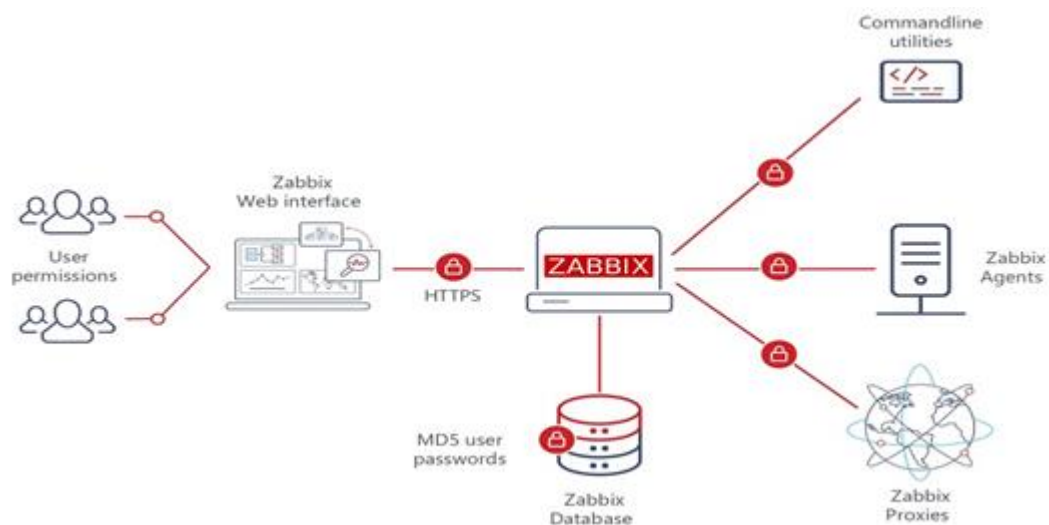 Commandline
utilities
</>
Zabbix
Web interface
User
permissions
HTTPS
ZABBIX
Zabbix
Agents
MD5 user
passwords
Zabbix
Database
Zabbix
Proxies